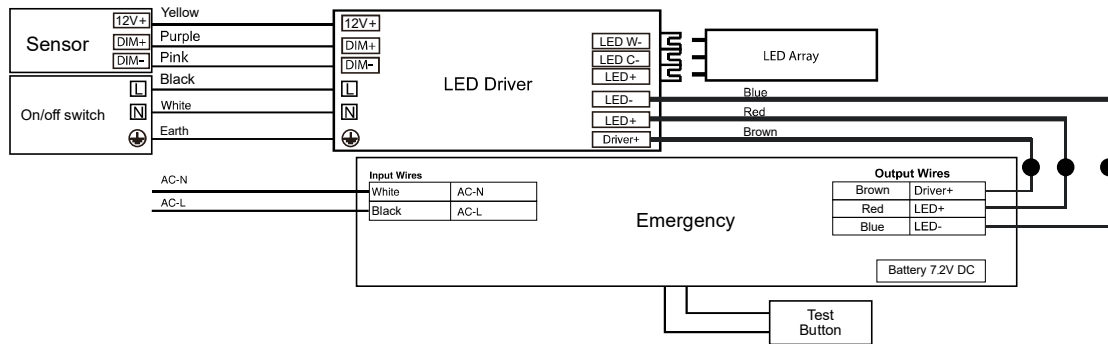 Sensor
12V+
DIM+
DIM-
Yellow
Purple
Pink
Black
White
Earth
On/off switch
L
N
12V+
DIM+
DIM-
L
N
LED Driver
LED W-
LED C-
LED+
LED-
LED+
Driver+
LED Array
Blue
Red
Brown
AC-N
AC-L
Input Wires
White AC-N
Black AC-L
Emergency
Output Wires
Brown Driver+
Red LED+
Blue LED-
Battery 7.2V DC
Test
Button